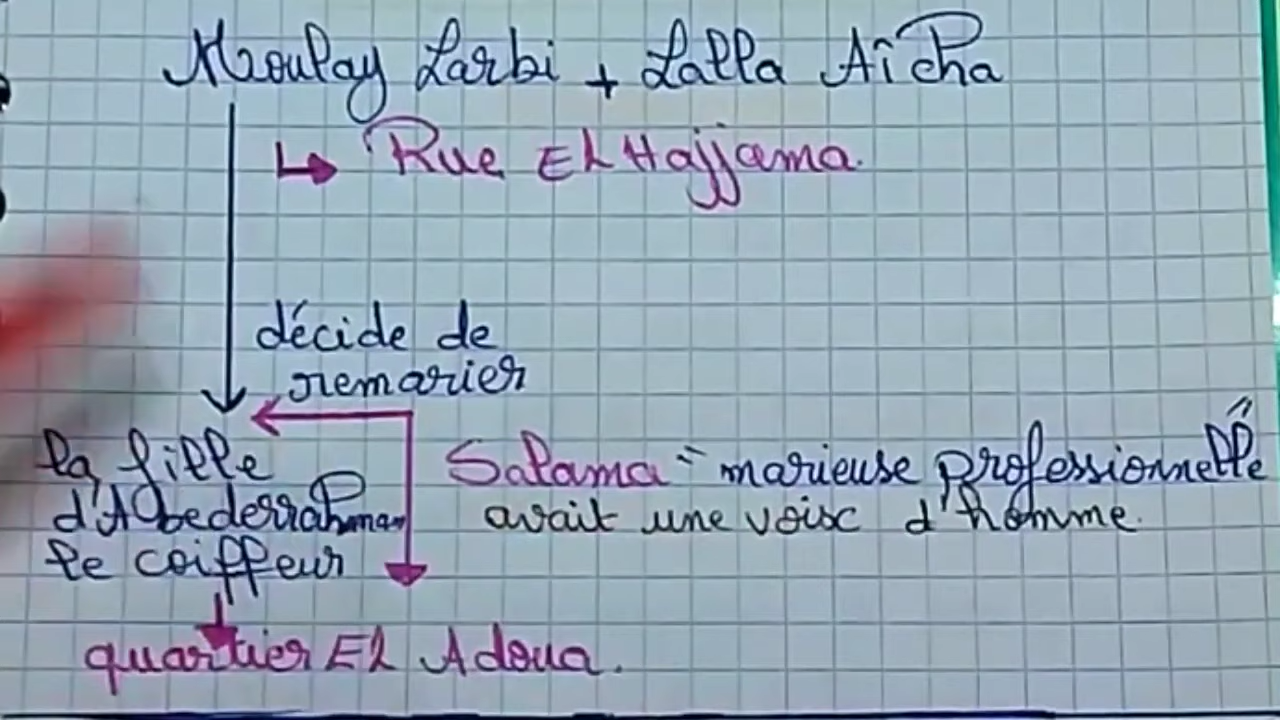 Moulay Larbi + Lalla Aîcha
↳ Rue El Hajjama.
décide de
remarier
la fille
d'Abederrahman
le coiffeur
Salama = marieuse professionnelle
avait une voix d'homme.
quartier El Adoua.